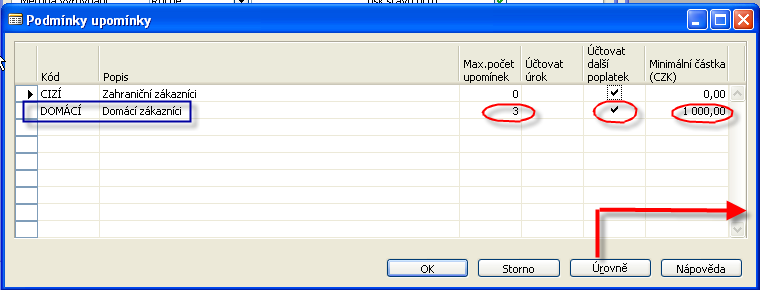 Podmínky upomínky
Kód Popis Max.počet upomínek Účtovat úrok Účtovat další poplatek Minimální částka (CZK)
CIZÍ Zahraniční zákazníci 0 0,00
DOMÁCÍ Domácí zákazníci 3 1 000,00
OK Storno Úrovně Nápověda